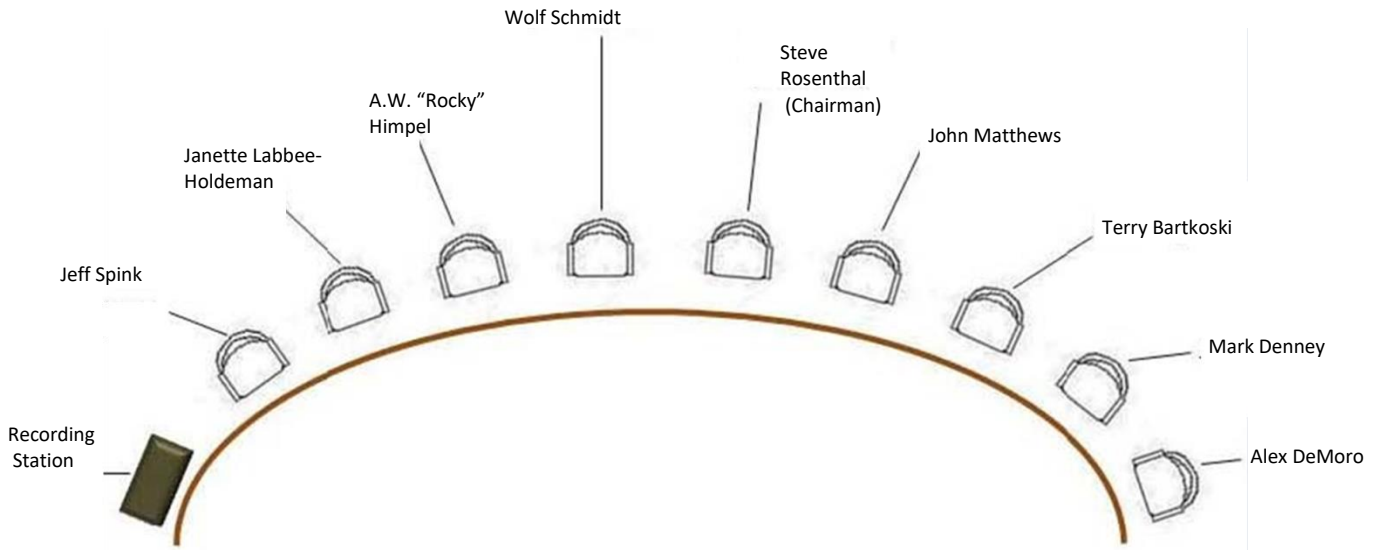 Wolf Schmidt
Steve
Rosenthal
(Chairman)
A.W. “Rocky”
Himpel
John Matthews
Janette Labbee-
Holdeman
Terry Bartkoski
Jeff Spink
Mark Denney
Recording
Station
Alex DeMoro